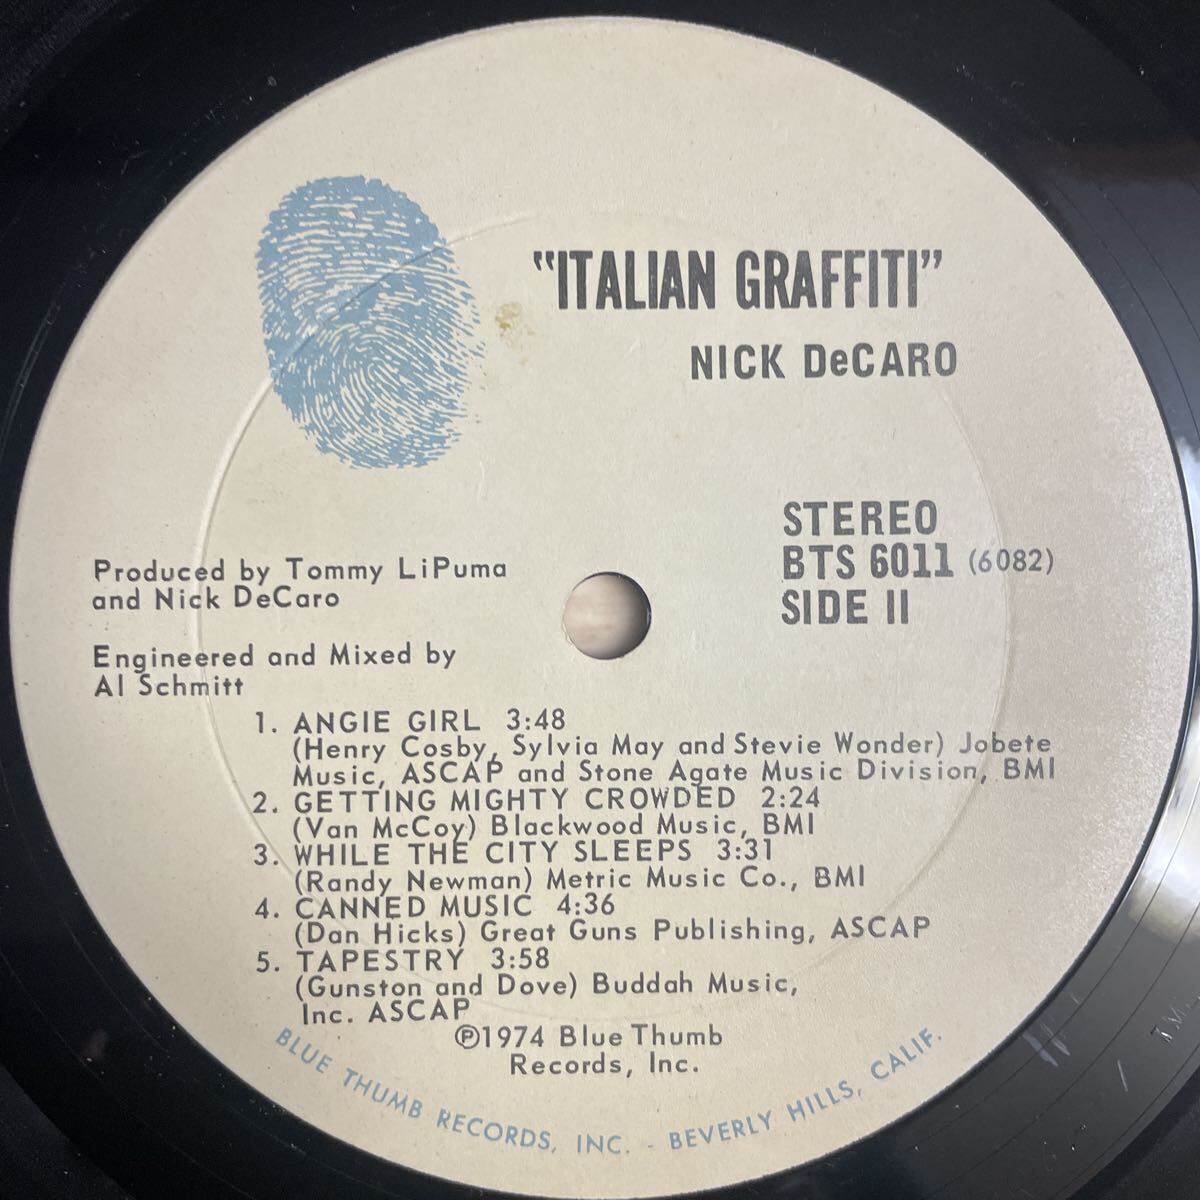 "ITALIAN GRAFFITI"
NICK DeCARO
STEREO
BTS 6011 (6082)
SIDE II
Produced by Tommy LiPuma
and Nick DeCaro
Engineered and Mixed by
Al Schmitt
1. ANGIE GIRL 3:48
(Henry Cosby, Sylvia May and Stevie Wonder) Jobete
Music, ASCAP and Stone Agate Music Division, BMI
2. GETTING MIGHTY CROWDED 2:24
(Van McCoy) Blackwood Music, BMI
3. WHILE THE CITY SLEEPS 3:31
(Randy Newman) Metric Music Co., BMI
4. CANNED MUSIC 4:36
(Dan Hicks) Great Guns Publishing, ASCAP
5. TAPESTRY 3:58
(Gunston and Dove) Buddah Music,
Inc. ASCAP
℗1974 Blue Thumb
Records, Inc.
BLUE THUMB RECORDS, INC. - BEVERLY HILLS, CALIF.